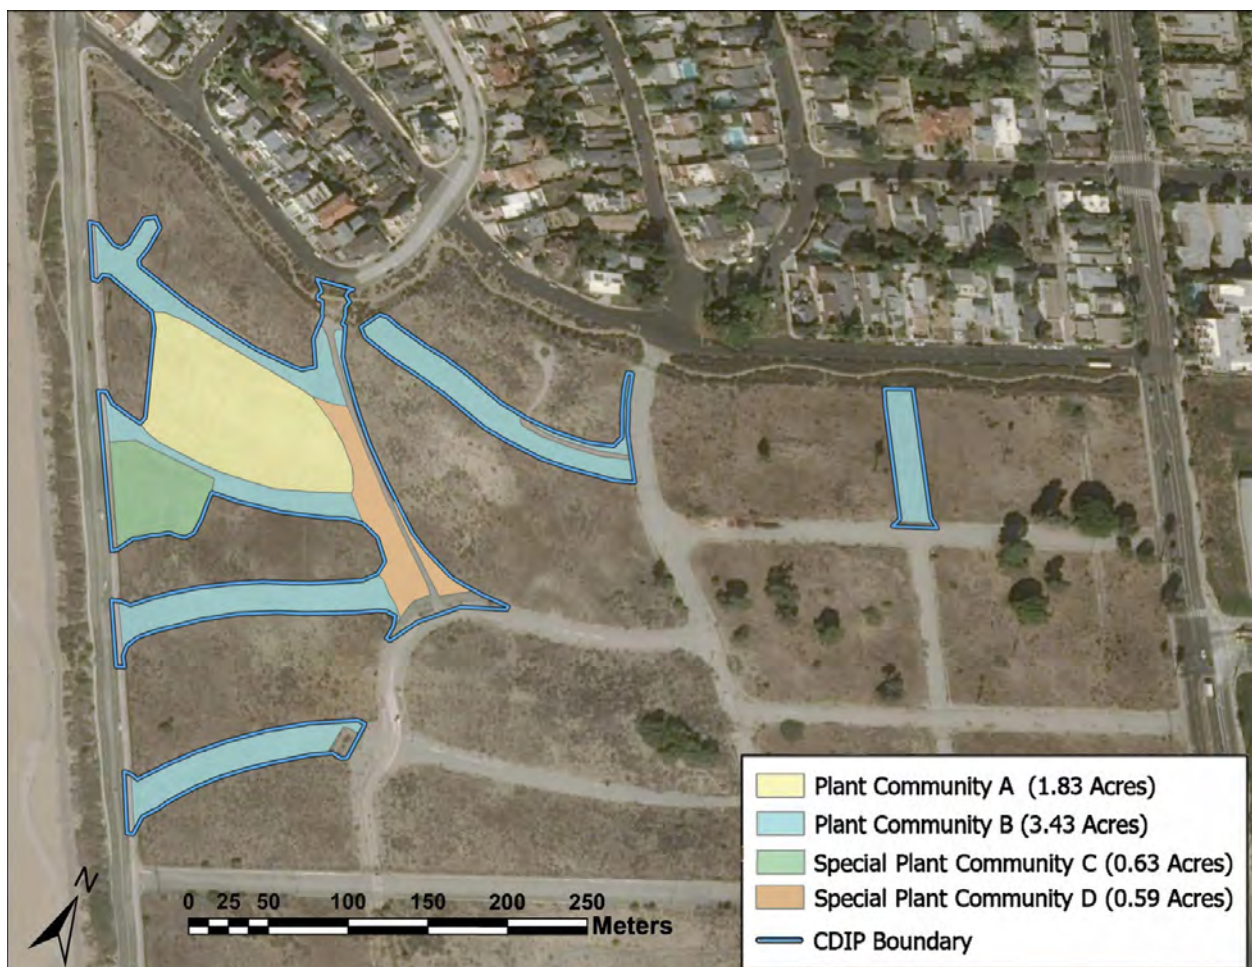 Plant Community A (1.83 Acres)
Plant Community B (3.43 Acres)
Special Plant Community C (0.63 Acres)
Special Plant Community D (0.59 Acres)
CDIP Boundary
N
0 25 50 100 150 200 250
Meters